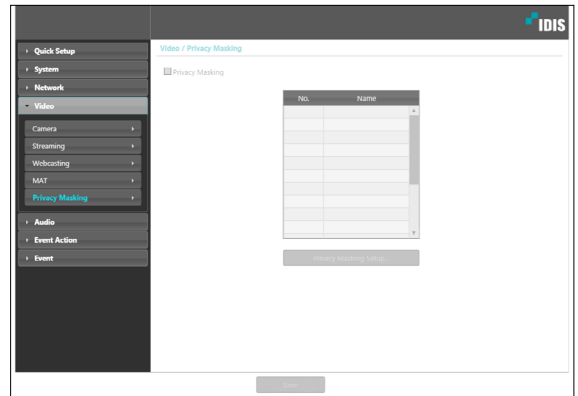 IDIS
Quick Setup
System
Network
Video
Camera
Streaming
Webcasting
MAT
Privacy Masking
Audio
Event Action
Event
Video / Privacy Masking
Privacy Masking
No. Name
Privacy Masking Setup...
Save